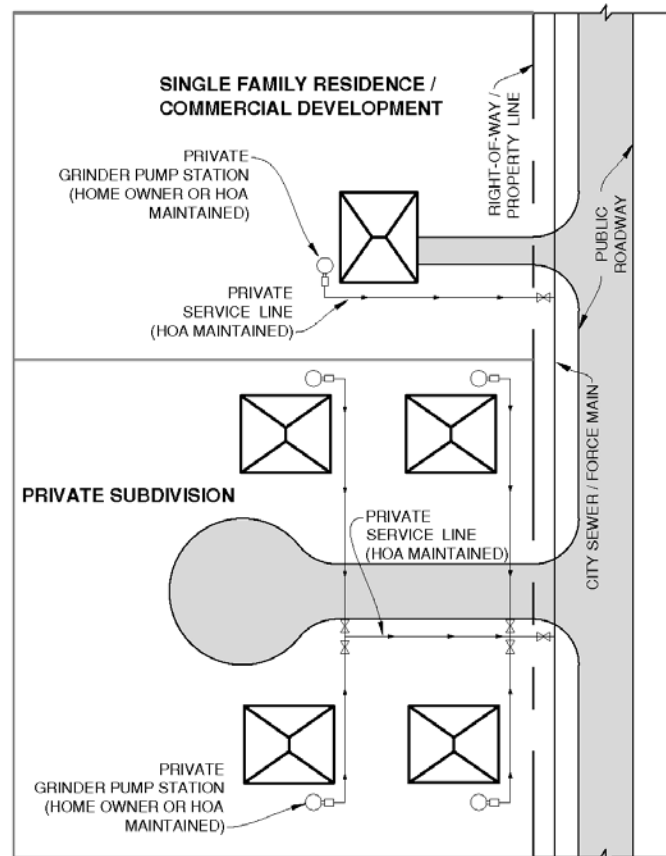 SINGLE FAMILY RESIDENCE /
COMMERCIAL DEVELOPMENT
PRIVATE
GRINDER PUMP STATION
(HOME OWNER OR HOA
MAINTAINED)
RIGHT-OF-WAY /
PROPERTY LINE
PUBLIC
ROADWAY
PRIVATE
SERVICE LINE
(HOA MAINTAINED)
CITY SEWER / FORCE MAIN
PRIVATE SUBDIVISION
PRIVATE
SERVICE LINE
(HOA MAINTAINED)
PRIVATE
GRINDER PUMP STATION
(HOME OWNER OR HOA
MAINTAINED)